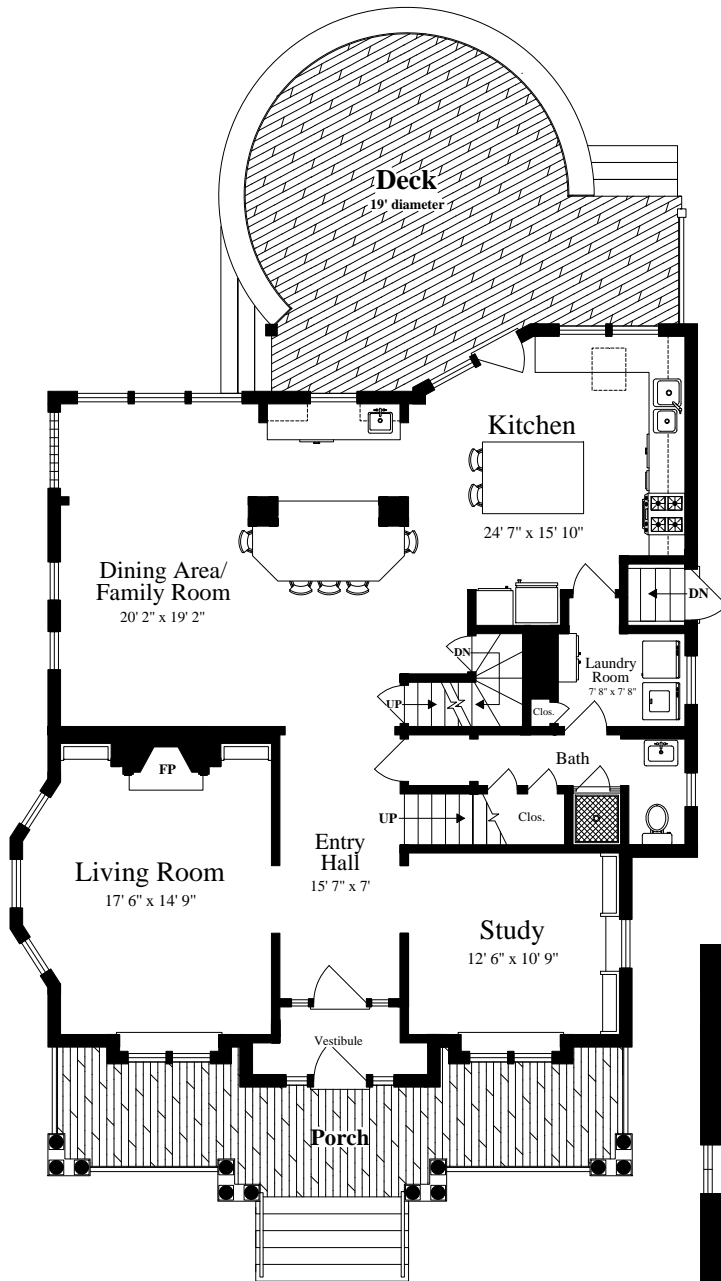 Deck
19' diameter
Kitchen
24' 7" x 15' 10"
Dining Area/
Family Room
20' 2" x 19' 2"
DN
DN
Laundry
Room
7' 8" x 7' 8"
UP
Clos.
Bath
FP
UP
Clos.
Entry
Hall
15' 7" x 7'
Living Room
17' 6" x 14' 9"
Study
12' 6" x 10' 9"
Vestibule
Porch